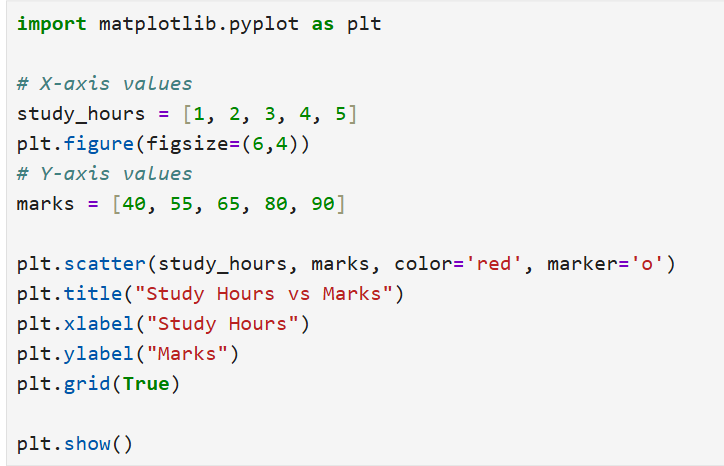 import matplotlib.pyplot as plt
# X-axis values
study_hours = [1, 2, 3, 4, 5]
plt.figure(figsize=(6,4))
# Y-axis values
marks = [40, 55, 65, 80, 90]
plt.scatter(study_hours, marks, color='red', marker='o')
plt.title("Study Hours vs Marks")
plt.xlabel("Study Hours")
plt.ylabel("Marks")
plt.grid(True)
plt.show()